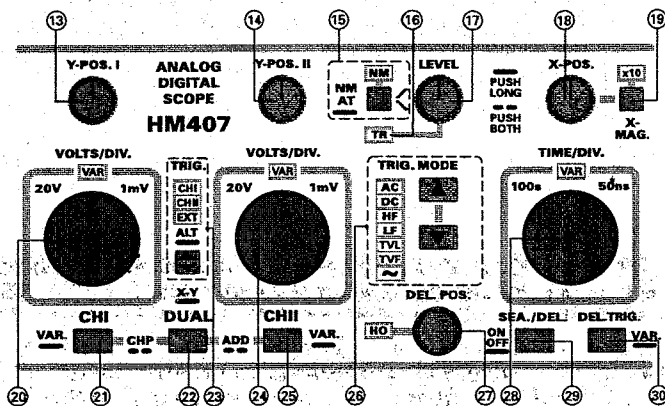 13 14 15 16 17 18 19
Y-POS. I
ANALOG
DIGITAL
SCOPE
HM407
Y-POS. II
NM
AT
NM
TR
LEVEL
PUSH
LONG
PUSH
BOTH
X-POS.
x10
X-
MAG.
VOLTS/DIV.
VAR
20V 1mV
TRIG.
CHI
CHII
EXT
ALT
VOLTS/DIV.
VAR
20V 1mV
TRIG. MODE
AC
DC
HF
LF
TVL
TVF
~
TIME/DIV.
VAR
100s 50ns
X-Y
DEL. POS.
HO
CHI
VAR.
CHP
DUAL
ADD
CHII
VAR.
ON
OFF
SEA./DEL.
DEL.TRIG.
VAR.
20 21 22 23 24 25 26 27 28 29 30